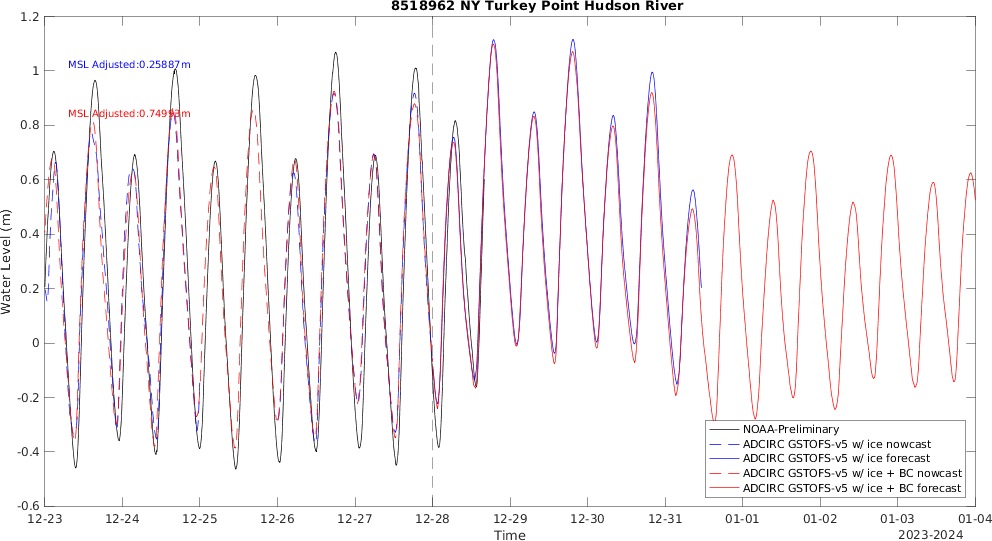 8518962 NY Turkey Point Hudson River
1.2
1
0.8
0.6
0.4
0.2
0
-0.2
-0.4
-0.6
Water Level (m)
MSL Adjusted:0.25887m
MSL Adjusted:0.74993m
NOAA-Preliminary
ADCIRC GSTOFS-v5 w/ ice nowcast
ADCIRC GSTOFS-v5 w/ ice forecast
ADCIRC GSTOFS-v5 w/ ice + BC nowcast
ADCIRC GSTOFS-v5 w/ ice + BC forecast
12-23 12-24 12-25 12-26 12-27 12-28 12-29 12-30 12-31 01-01 01-02 01-03 01-04
Time
2023-2024